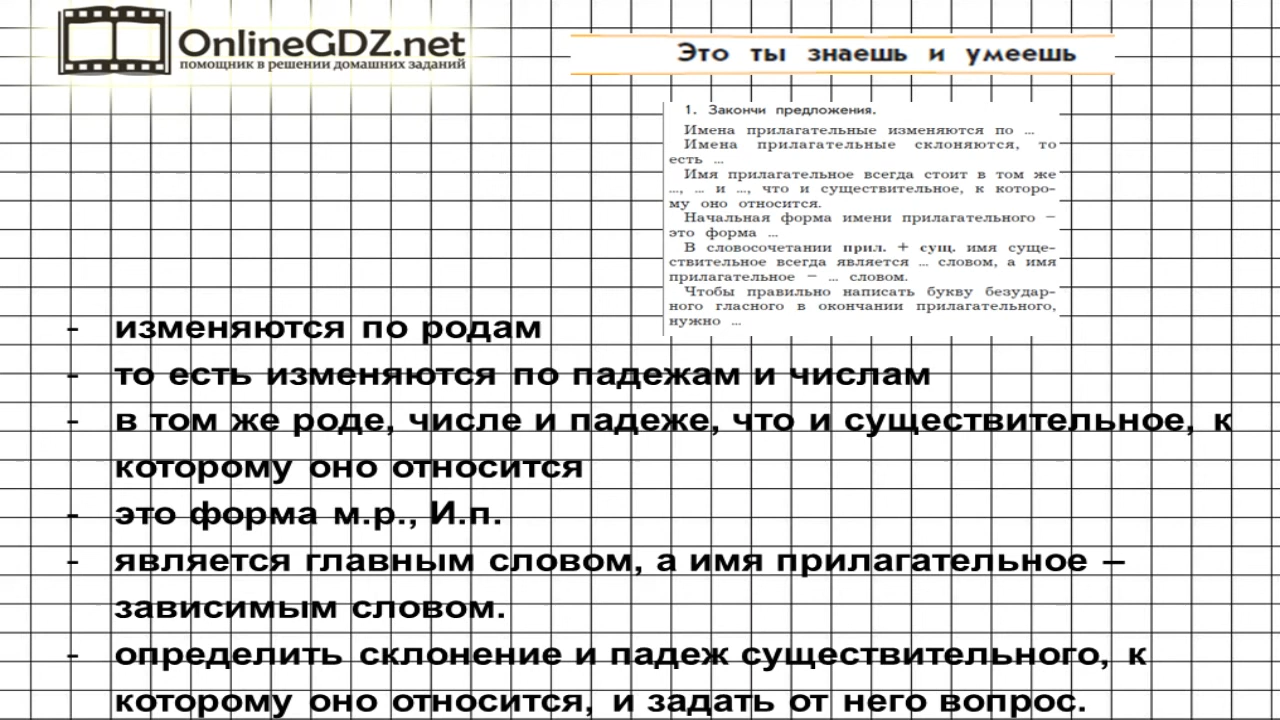 OnlineGDZ.net
помощник в решении домашних заданий
Это ты знаешь и умеешь
1. Закончи предложения.
Имена прилагательные изменяются по ...
Имена прилагательные склоняются, то
есть ...
Имя прилагательное всегда стоит в том же
..., ... и ..., что и существительное, к которо-
му оно относится.
Начальная форма имени прилагательного –
это форма ...
В словосочетании прил. + сущ. имя суще-
ствительное всегда является ... словом, а имя
прилагательное – ... словом.
Чтобы правильно написать букву безудар-
ного гласного в окончании прилагательного,
нужно ...
- изменяются по родам
- то есть изменяются по падежам и числам
- в том же роде, числе и падеже, что и существительное, к
которому оно относится
- это форма м.р., И.п.
- является главным словом, а имя прилагательное –
зависимым словом.
- определить склонение и падеж существительного, к
которому оно относится, и задать от него вопрос.